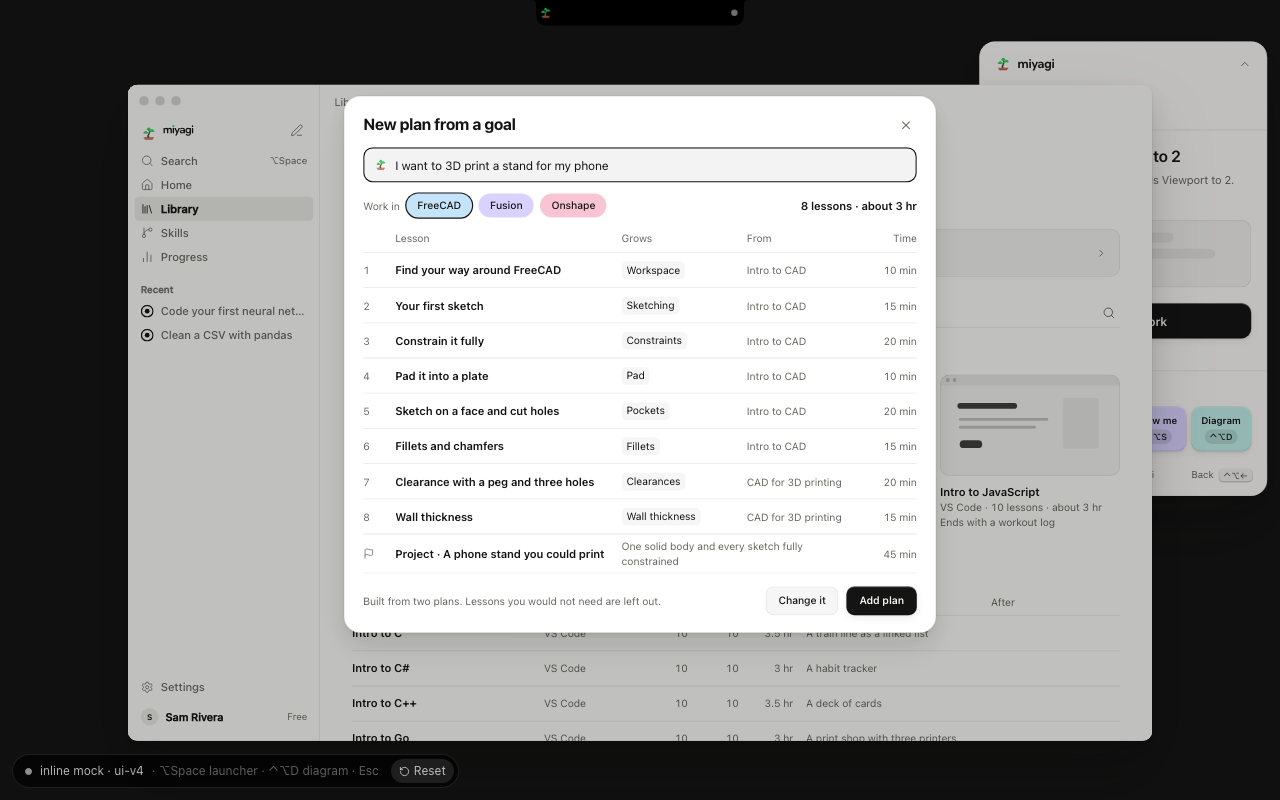 miyagi
miyagi
Search ⌥Space
Home
Library
Skills
Progress
Recent
Code your first neural net...
Clean a CSV with pandas
Settings
S Sam Rivera Free
New plan from a goal
I want to 3D print a stand for my phone
Work in FreeCAD Fusion Onshape 8 lessons · about 3 hr
Lesson Grows From Time
1 Find your way around FreeCAD Workspace Intro to CAD 10 min
2 Your first sketch Sketching Intro to CAD 15 min
3 Constrain it fully Constraints Intro to CAD 20 min
4 Pad it into a plate Pad Intro to CAD 10 min
5 Sketch on a face and cut holes Pockets Intro to CAD 20 min
6 Fillets and chamfers Fillets Intro to CAD 15 min
7 Clearance with a peg and three holes Clearances CAD for 3D printing 20 min
8 Wall thickness Wall thickness CAD for 3D printing 15 min
Project · A phone stand you could print One solid body and every sketch fully constrained 45 min
Built from two plans. Lessons you would not need are left out.
Change it Add plan
to 2
s Viewport to 2.
Diagram
⌃⌥D
Back ⌃⌥←
Intro to JavaScript
VS Code · 10 lessons · about 3 hr
Ends with a workout log
After
Intro to C VS Code 10 10 3.5 hr A train line as a linked list
Intro to C# VS Code 10 10 3 hr A habit tracker
Intro to C++ VS Code 10 10 3.5 hr A deck of cards
Intro to Go VS Code 10 10 3 hr A print shop with three printers
inline mock · ui-v4 · ⌥Space launcher · ⌃⌥D diagram · Esc Reset